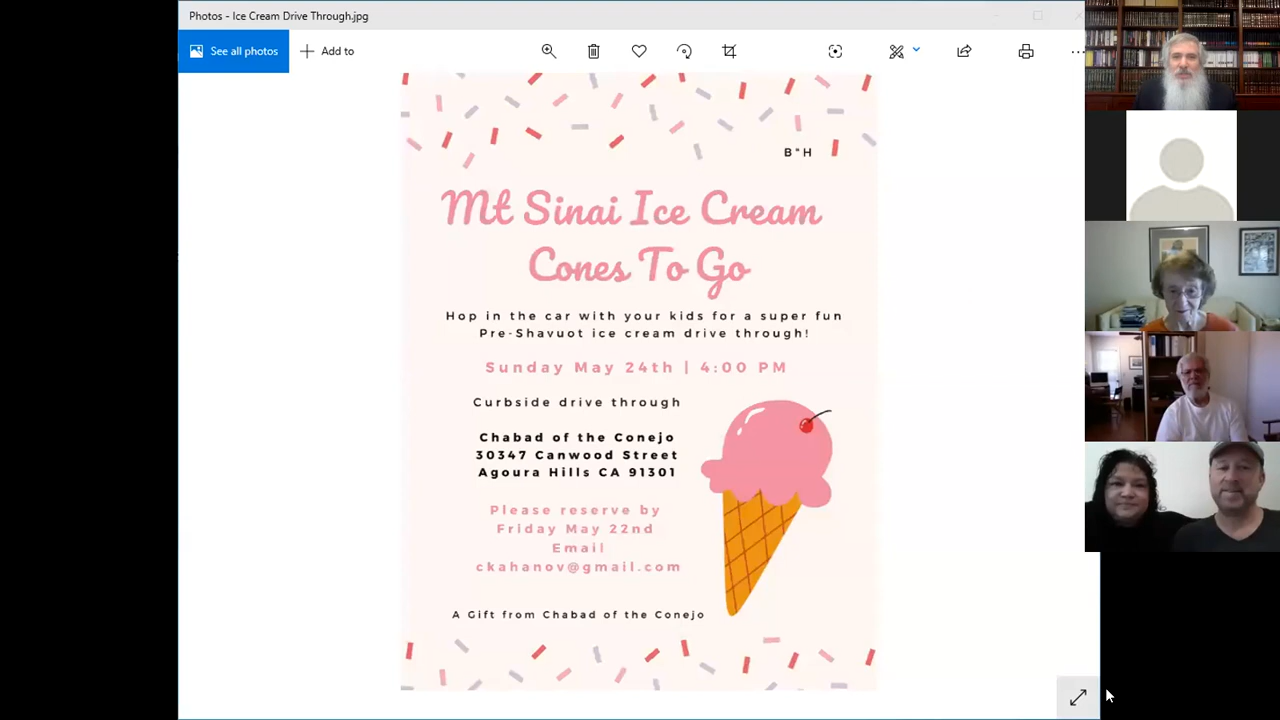 Photos - Ice Cream Drive Through.jpg
See all photos
Add to
B"H
Mt Sinai Ice Cream
Cones To Go
Hop in the car with your kids for a super fun
Pre-Shavuot ice cream drive through!
Sunday May 24th | 4:00 PM
Curbside drive through
Chabad of the Conejo
30347 Canwood Street
Agoura Hills CA 91301
Please reserve by
Friday May 22nd
Email
ckahanov@gmail.com
A Gift from Chabad of the Conejo